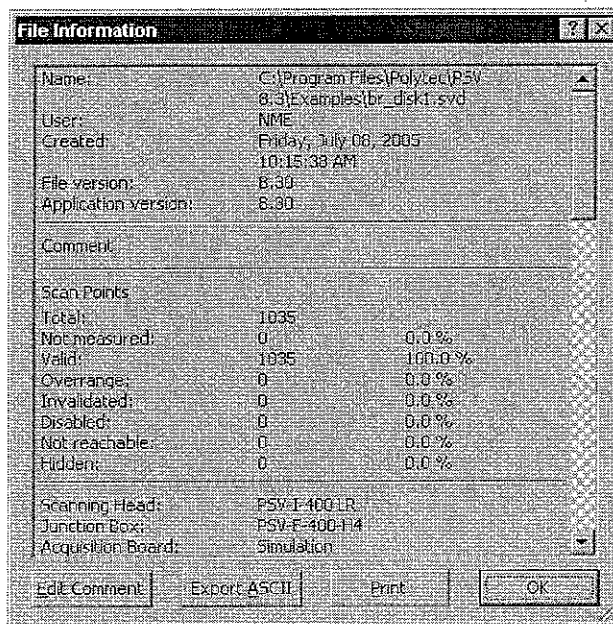 File Information
Name: C:\Program Files\Polytec\PSV
8.3\Examples\br_disk1.svd
User: NME
Created: Friday, July 08, 2005
10:15:38 AM
File version: 8.30
Application version: 8.30
Comment
Scan Points
Total: 1035
Not measured: 0 0.0 %
Valid: 1035 100.0 %
Overrange: 0 0.0 %
Invalidated: 0 0.0 %
Disabled: 0 0.0 %
Not reachable: 0 0.0 %
Hidden: 0 0.0 %
Scanning Head: PSV-I-400 LR
Junction Box: PSV-E-400-H4
Acquisition Board: Simulation
Edit Comment Export ASCII Print OK